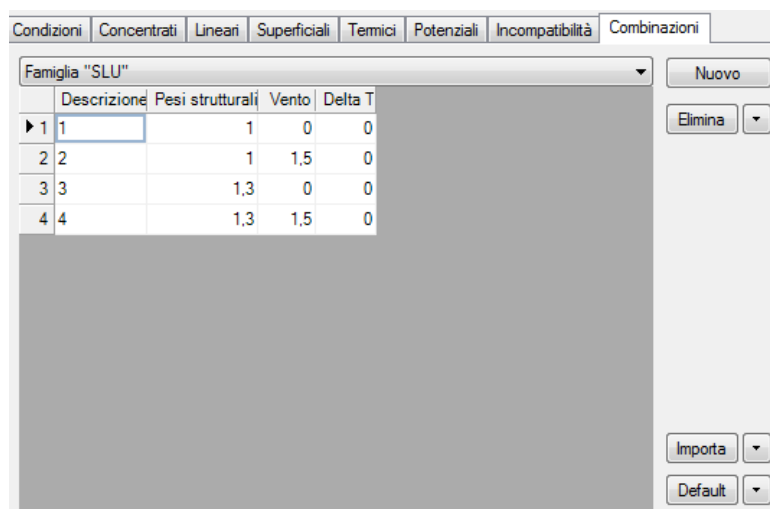 Condizioni Concentrati Lineari Superficiali Termici Potenziali Incompatibilità Combinazioni
Famiglia "SLU"
Nuovo
Descrizione Pesi strutturali Vento Delta T
Elimina
1 1 1 0 0
2 2 1 1,5 0
3 3 1,3 0 0
4 4 1,3 1,5 0
Importa
Default